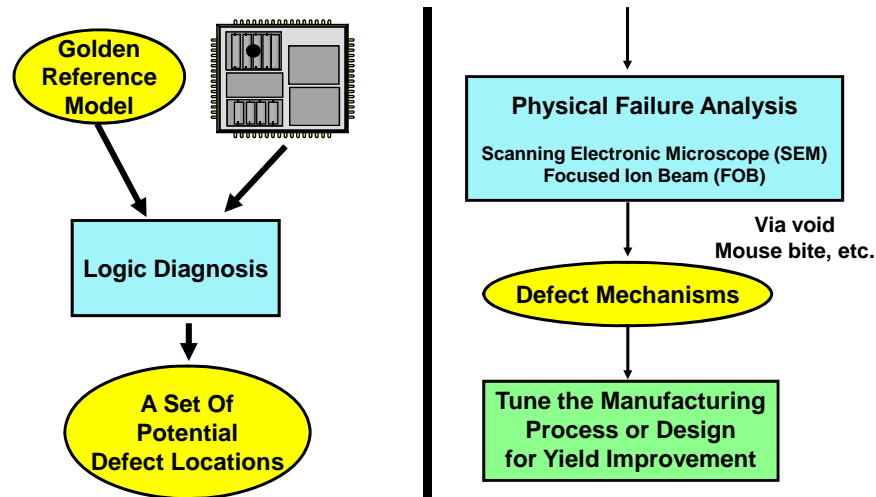 Golden
Reference
Model
Logic Diagnosis
A Set Of
Potential
Defect Locations
Physical Failure Analysis
Scanning Electronic Microscope (SEM)
Focused Ion Beam (FOB)
Via void
Mouse bite, etc.
Defect Mechanisms
Tune the Manufacturing
Process or Design
for Yield Improvement